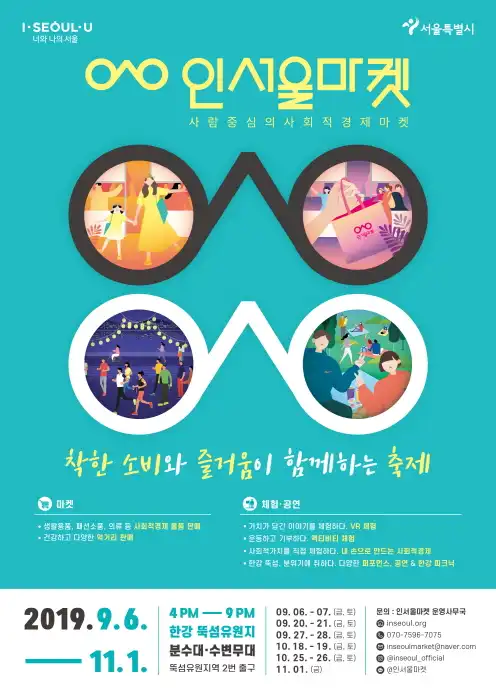 I·SEOUL·U
너와 나의 서울
서울특별시
인서울마켓
사람중심의사회적경제마켓
착한 소비와 즐거움이 함께하는 축제
마켓
• 생활용품, 패션소품, 의류 등 사회적경제 물품 판매
• 건강하고 다양한 먹거리 판매
체험·공연
• 가치가 담긴 이야기를 체험하다. VR 체험
• 운동하고 기부하다. 액티비티 체험
• 사회적가치를 직접 체험하다. 내 손으로 만드는 사회적경제
• 한강 뚝섬, 분위기에 취하다. 다양한 퍼포먼스, 공연 & 한강 피크닉
2019.9.6.
11.1.
4 PM — 9 PM
한강 뚝섬유원지
분수대·수변무대
뚝섬유원지역 2번 출구
09. 06. - 07. (금, 토)
09. 20. - 21. (금, 토)
09. 27. - 28. (금, 토)
10. 18. - 19. (금, 토)
10. 25. - 26. (금, 토)
11. 01. (금)
문의 : 인서울마켓 운영사무국
inseoul.org
070-7596-7075
inseoulmarket@naver.com
@inseoul_official
@인서울마켓